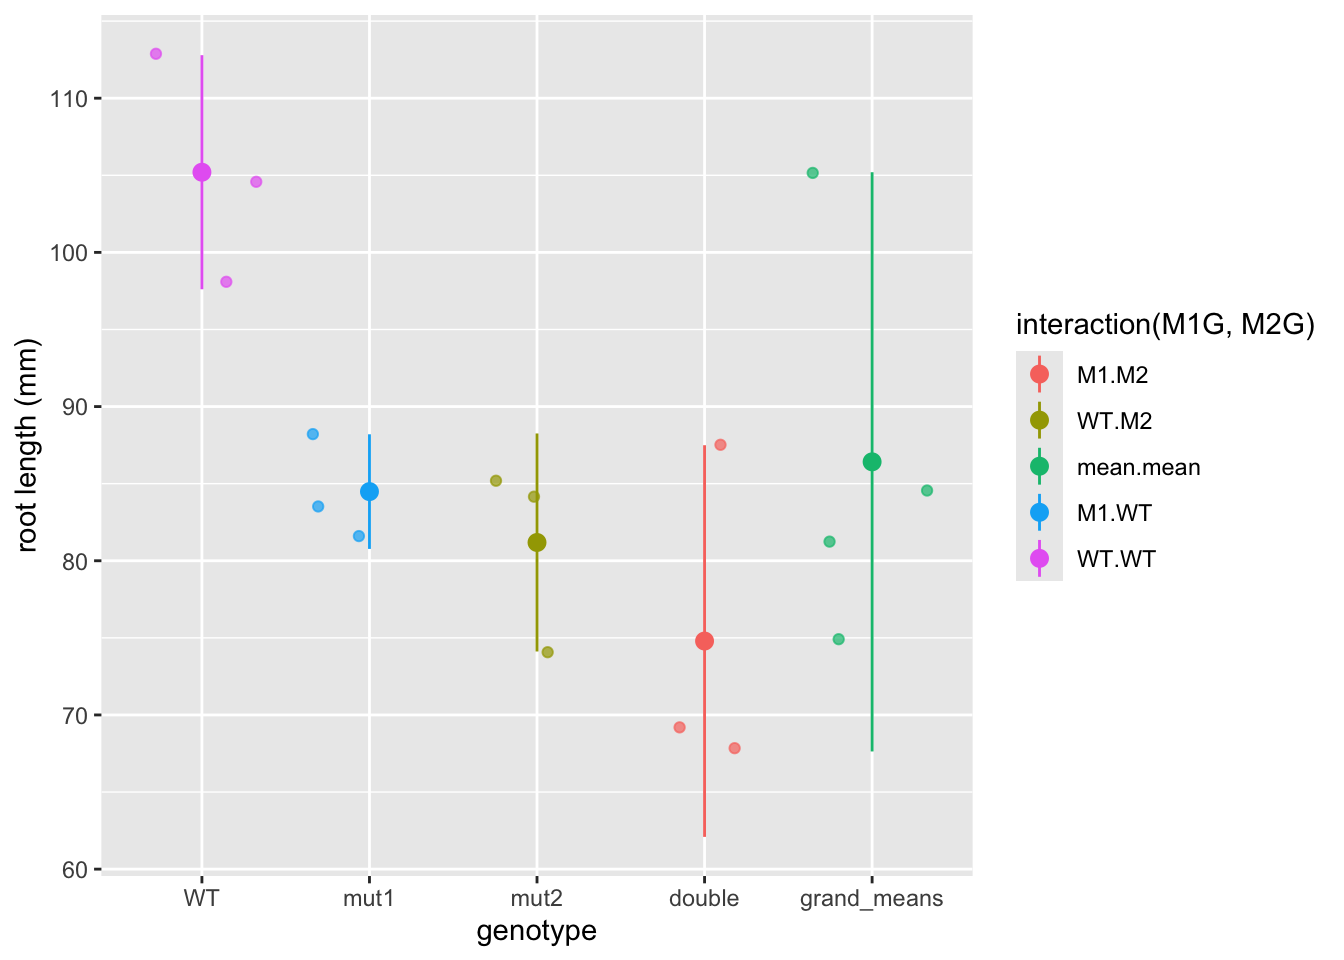 110
100
90
80
70
60
root length (mm)
WT
mut1
mut2
double
grand_means
genotype
interaction(M1G, M2G)
M1.M2
WT.M2
mean.mean
M1.WT
WT.WT